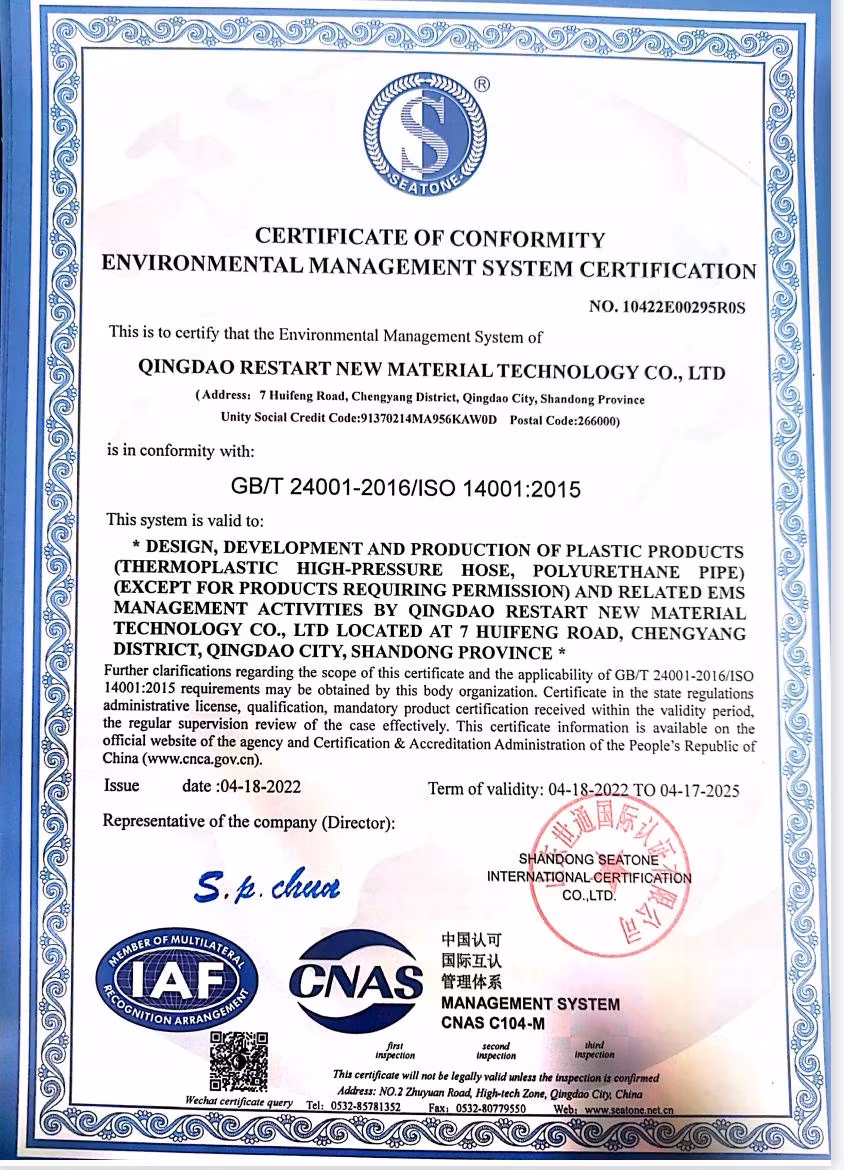 ®
S
SEATONE
CERTIFICATE OF CONFORMITY
ENVIRONMENTAL MANAGEMENT SYSTEM CERTIFICATION
NO. 10422E00295R0S
This is to certify that the Environmental Management System of
QINGDAO RESTART NEW MATERIAL TECHNOLOGY CO., LTD
(Address: 7 Huifeng Road, Chengyang District, Qingdao City, Shandong Province
Unity Social Credit Code:91370214MA956KAW0D Postal Code:266000)
is in conformity with:
GB/T 24001-2016/ISO 14001:2015
This system is valid to:
* DESIGN, DEVELOPMENT AND PRODUCTION OF PLASTIC PRODUCTS
(THERMOPLASTIC HIGH-PRESSURE HOSE, POLYURETHANE PIPE)
(EXCEPT FOR PRODUCTS REQUIRING PERMISSION) AND RELATED EMS
MANAGEMENT ACTIVITIES BY QINGDAO RESTART NEW MATERIAL
TECHNOLOGY CO., LTD LOCATED AT 7 HUIFENG ROAD, CHENGYANG
DISTRICT, QINGDAO CITY, SHANDONG PROVINCE *
Further clarifications regarding the scope of this certificate and the applicability of GB/T 24001-2016/ISO
14001:2015 requirements may be obtained by this body organization. Certificate in the state regulations
administrative license, qualification, mandatory product certification received within the validity period,
the regular supervision review of the case effectively. This certificate information is available on the
official website of the agency and Certification & Accreditation Administration of the People's Republic of
China (www.cnca.gov.cn).
Issue date :04-18-2022 Term of validity: 04-18-2022 TO 04-17-2025
Representative of the company (Director):
山东世通国际认证有限公司
SHANDONG SEATONE
INTERNATIONAL CERTIFICATION
CO.,LTD.
S.p. chua
MEMBER OF MULTILATERAL
IAF
RECOGNITION ARRANGEMENT
CNAS
中国认可
国际互认
管理体系
MANAGEMENT SYSTEM
CNAS C104-M
first inspection
second inspection
third inspection
This certificate will not be legally valid unless the inspection is confirmed
Address: NO.2 Zhuyuan Road, High-tech Zone, Qingdao City, China
Wechat certificate query Tel: 0532-85781352 Fax: 0532-80779550 Web: www.seatone.net.cn